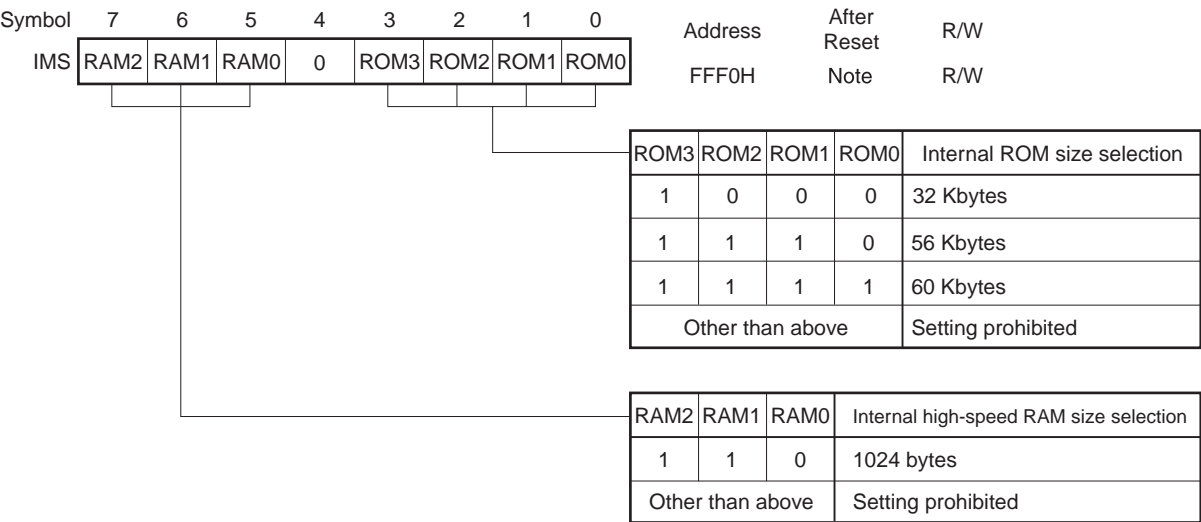 Symbol 7 6 5 4 3 2 1 0 Address After Reset R/W
IMS RAM2 RAM1 RAM0 0 ROM3 ROM2 ROM1 ROM0 FFF0H Note R/W
ROM3 ROM2 ROM1 ROM0 Internal ROM size selection
1 0 0 0 32 Kbytes
1 1 1 0 56 Kbytes
1 1 1 1 60 Kbytes
Other than above Setting prohibited
RAM2 RAM1 RAM0 Internal high-speed RAM size selection
1 1 0 1024 bytes
Other than above Setting prohibited